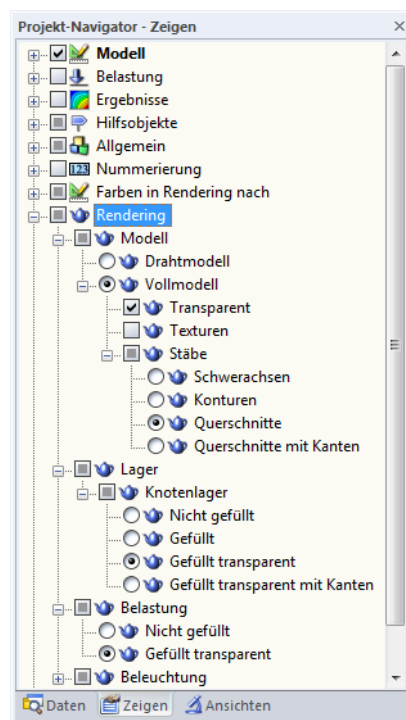 Projekt-Navigator - Zeigen
Modell
Belastung
Ergebnisse
Hilfsobjekte
Allgemein
123 Nummerierung
Farben in Rendering nach
Rendering
Modell
Drahtmodell
Vollmodell
Transparent
Texturen
Stäbe
Schwerachsen
Konturen
Querschnitte
Querschnitte mit Kanten
Lager
Knotenlager
Nicht gefüllt
Gefüllt
Gefüllt transparent
Gefüllt transparent mit Kanten
Belastung
Nicht gefüllt
Gefüllt transparent
Beleuchtung
Daten Zeigen Ansichten